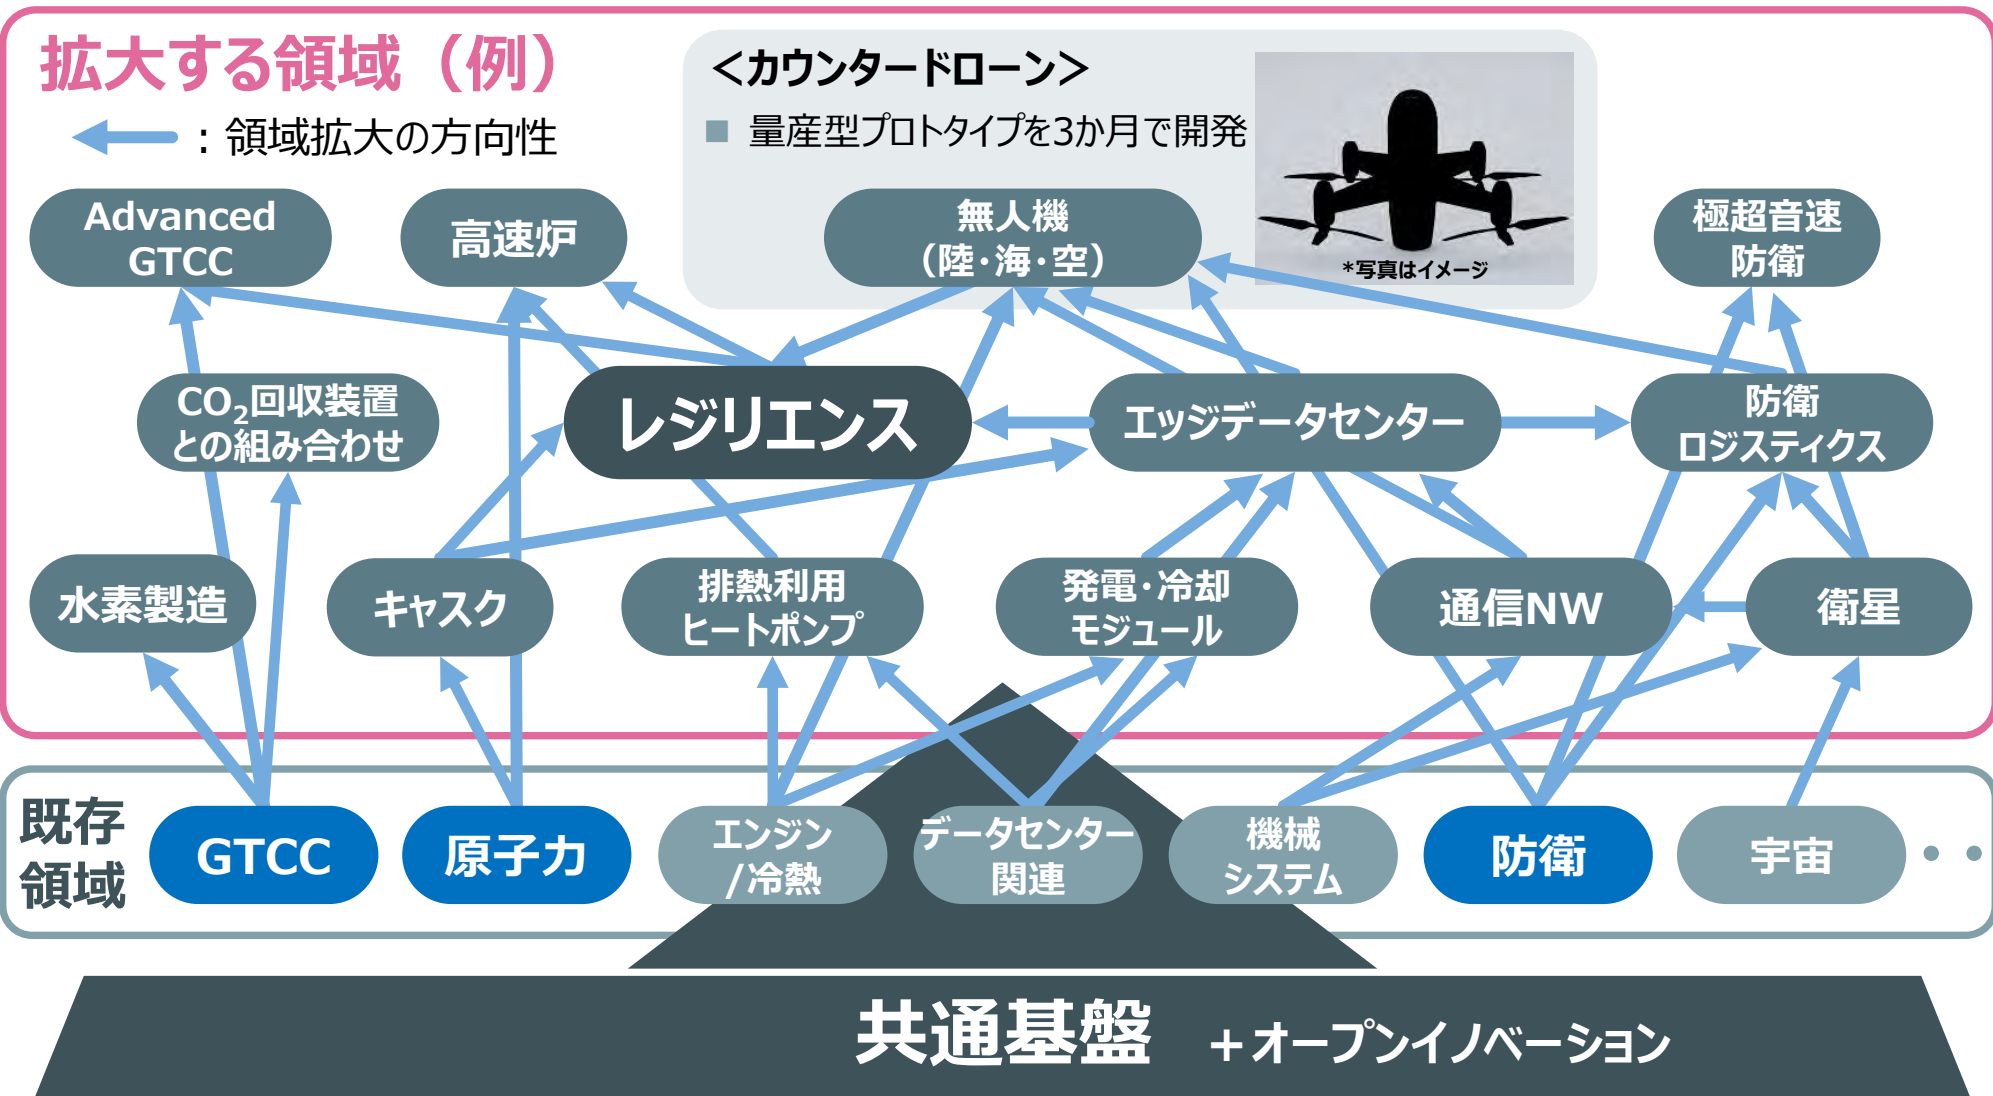 拡大する領域（例）
：領域拡大の方向性
＜カウンタードローン＞
■ 量産型プロトタイプを3か月で開発
*写真はイメージ
Advanced
GTCC
高速炉
無人機
（陸・海・空）
極超音速
防衛
CO₂回収装置
との組み合わせ
レジリエンス
エッジデータセンター
防衛
ロジスティクス
水素製造
キャスク
排熱利用
ヒートポンプ
発電・冷却
モジュール
通信NW
衛星
既存
領域
GTCC
原子力
エンジン
/冷熱
データセンター
関連
機械
システム
防衛
宇宙
・・
共通基盤 ＋オープンイノベーション